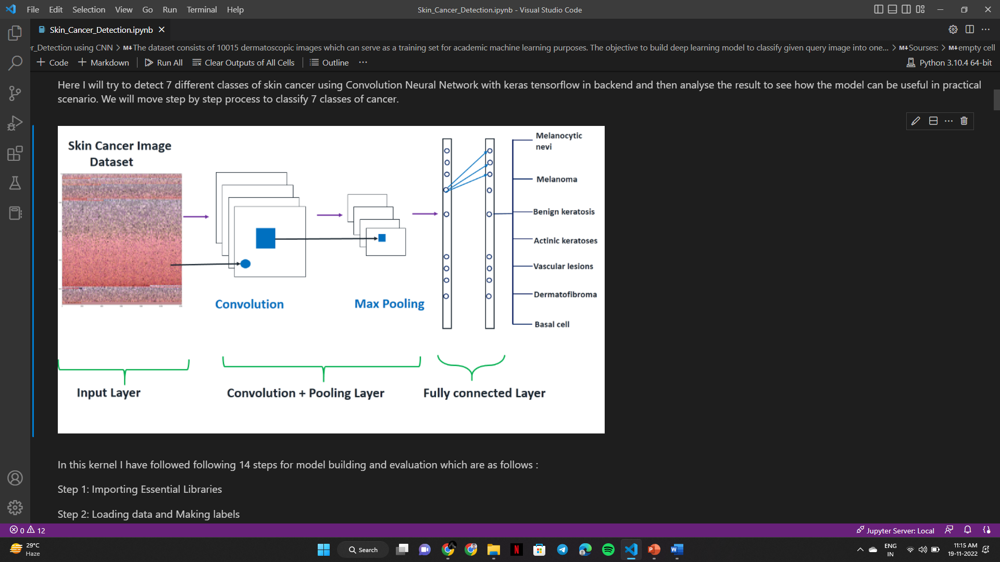 File Edit Selection View Go Run Terminal Help
Skin_Cancer_Detection.ipynb - Visual Studio Code
Skin_Cancer_Detection.ipynb
r_Detection using CNN > M↓The dataset consists of 10015 dermatoscopic images which can serve as a training set for academic machine learning purposes. The objective to build deep learning model to classify given query image into one... > M↓Sourses: > M↓empty cell
Code Markdown Run All Clear Outputs of All Cells Outline ...
Python 3.10.4 64-bit
Here I will try to detect 7 different classes of skin cancer using Convolution Neural Network with keras tensorflow in backend and then analyse the result to see how the model can be useful in practical
scenario. We will move step by step process to classify 7 classes of cancer.
Skin Cancer Image
Dataset
Convolution
Max Pooling
Melanocytic
nevi
Melanoma
Benign keratosis
Actinic keratoses
Vascular lesions
Dermatofibroma
Basal cell
Input Layer
Convolution + Pooling Layer
Fully connected Layer
In this kernel I have followed following 14 steps for model building and evaluation which are as follows :
Step 1: Importing Essential Libraries
Step 2: Loading data and Making labels
0 12
Jupyter Server: Local
29°C
Haze
Search
ENG
IN
11:15 AM
19-11-2022